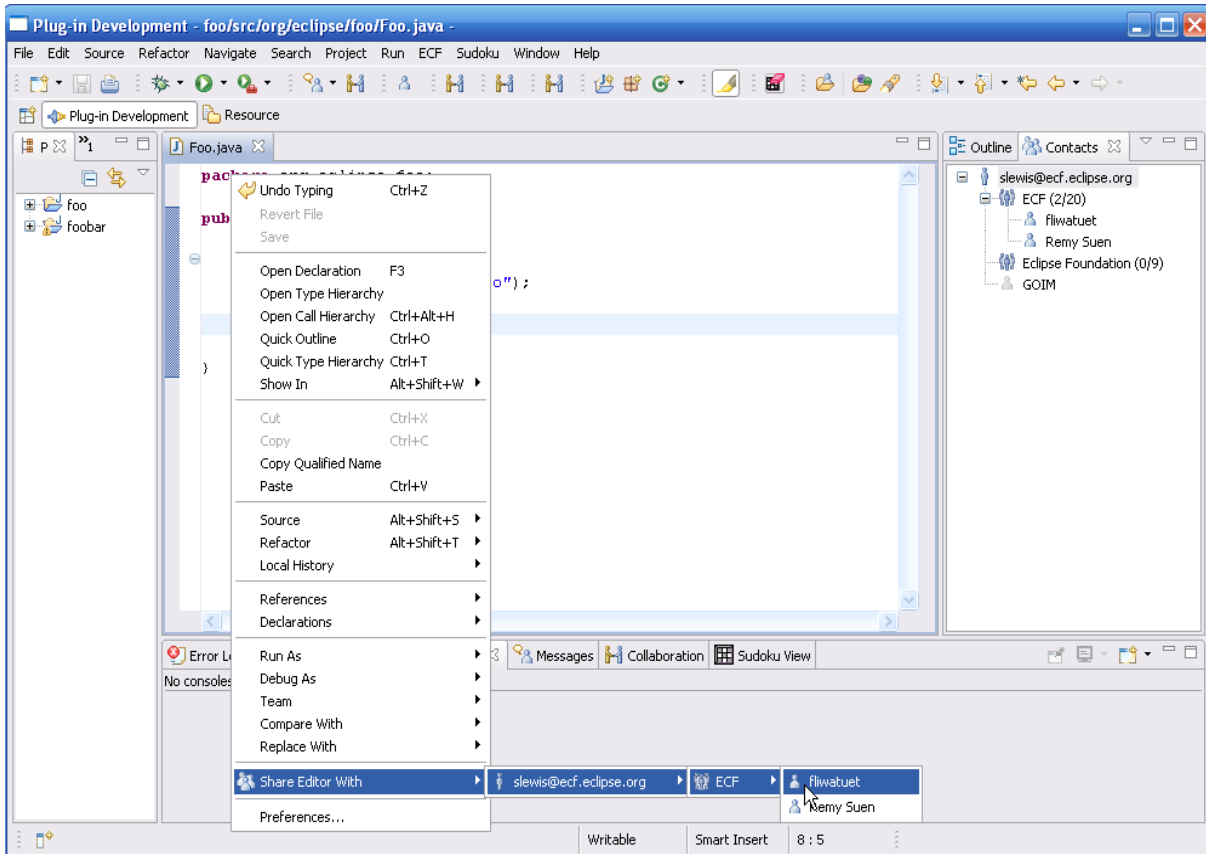 Plug-in Development - foo/src/org/eclipse/foo/Foo.java -
File Edit Source Refactor Navigate Search Project Run ECF Sudoku Window Help
Plug-in Development Resource
P 1
foo
foobar
Foo.java
pub
o");
}
Undo Typing Ctrl+Z
Revert File
Save
Open Declaration F3
Open Type Hierarchy
Open Call Hierarchy Ctrl+Alt+H
Quick Outline Ctrl+O
Quick Type Hierarchy Ctrl+T
Show In Alt+Shift+W
Cut Ctrl+X
Copy Ctrl+C
Copy Qualified Name
Paste Ctrl+V
Source Alt+Shift+S
Refactor Alt+Shift+T
Local History
References
Declarations
Run As
Debug As
Team
Compare With
Replace With
Share Editor With
Preferences...
slewis@ecf.eclipse.org
ECF
fliwatuet
Remy Suen
Outline Contacts
slewis@ecf.eclipse.org
ECF (2/20)
fliwatuet
Remy Suen
Eclipse Foundation (0/9)
GOIM
Error L
Messages Collaboration Sudoku View
No consoles
Writable Smart Insert 8 : 5